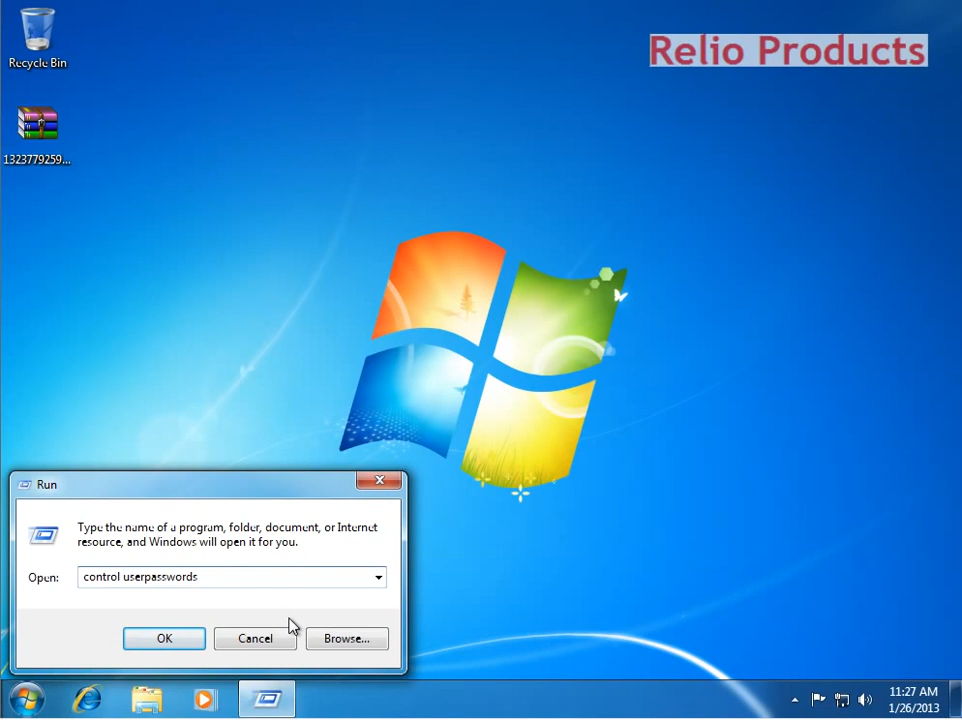 Recycle Bin
Relio Products
1323779259...
Run
Type the name of a program, folder, document, or Internet
resource, and Windows will open it for you.
Open:
control userpasswords
OK
Cancel
Browse...
11:27 AM
1/26/2013